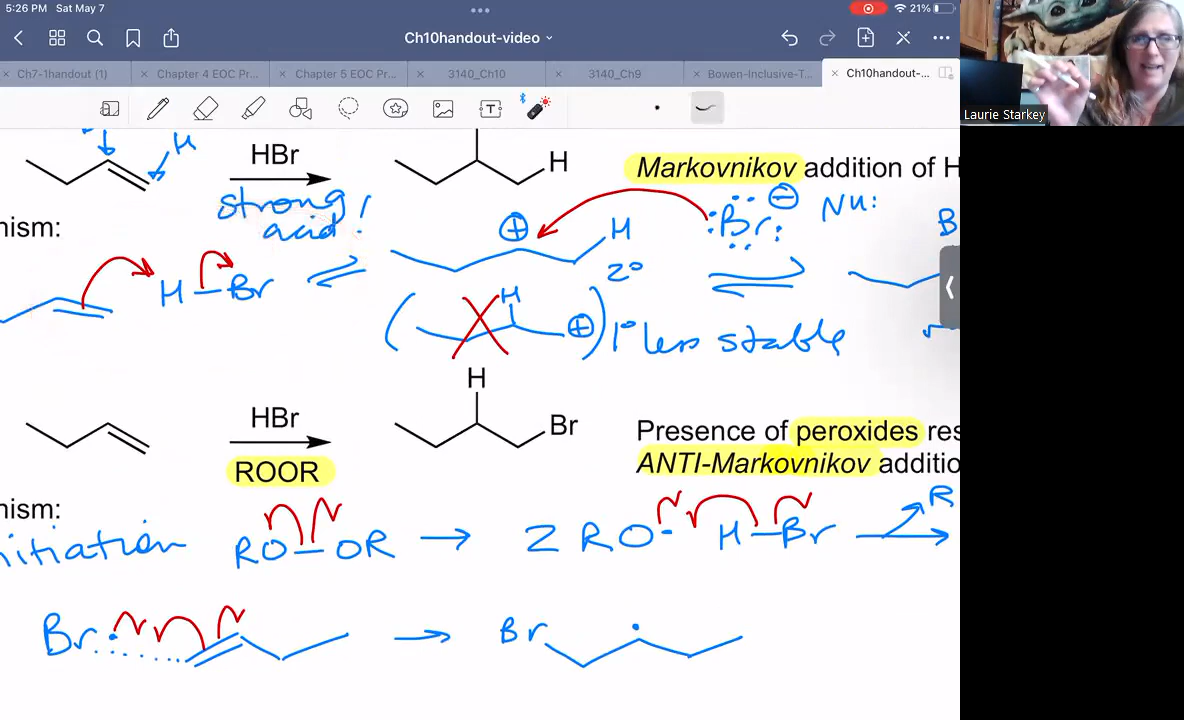 5:26 PM Sat May 7
21%
Ch10handout-video
Ch7-1handout (1)
Chapter 4 EOC Pr...
Chapter 5 EOC Pr...
3140_Ch10
3140_Ch9
Bowen-Inclusive-T...
Ch10handout-...
Laurie Starkey
H
HBr
strong
acid!
H
Markovnikov addition of H
nism:
H Br
H
2°
:Br: Nu:
B
H
1° less stable
HBr
ROOR
H
Br
Presence of peroxides res
ANTI-Markovnikov additio
nism:
nitiation
RO OR
2 RO
H Br
R
Br
Br